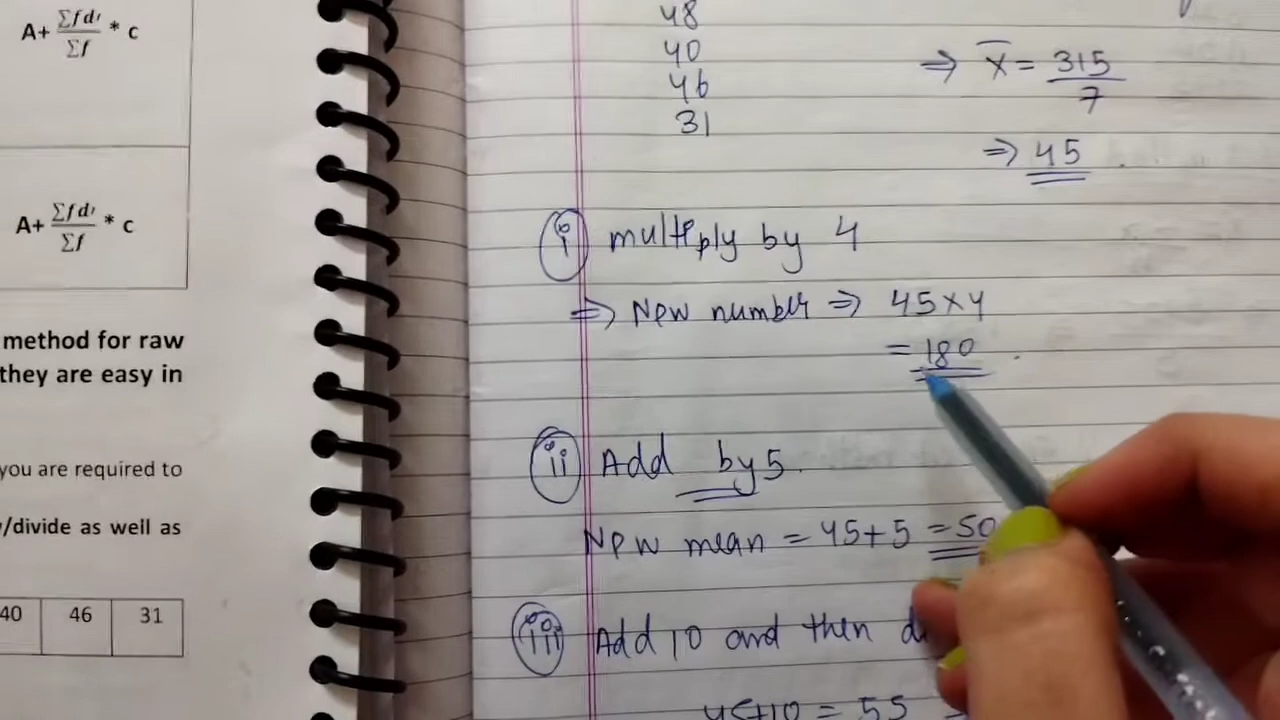 A+ Σfd′/Σf * c
A+ Σfd′/Σf * c
method for raw
they are easy in
you are required to
/divide as well as
40 46 31
48
40
46
31
⇒ X̅ = 315/7
⇒ 45
(i) multiply by 4
⇒ New number ⇒ 45×4
= 180
(ii) Add by 5.
New mean = 45+5 = 50
(iii) Add 10 and then
45+10 = 55